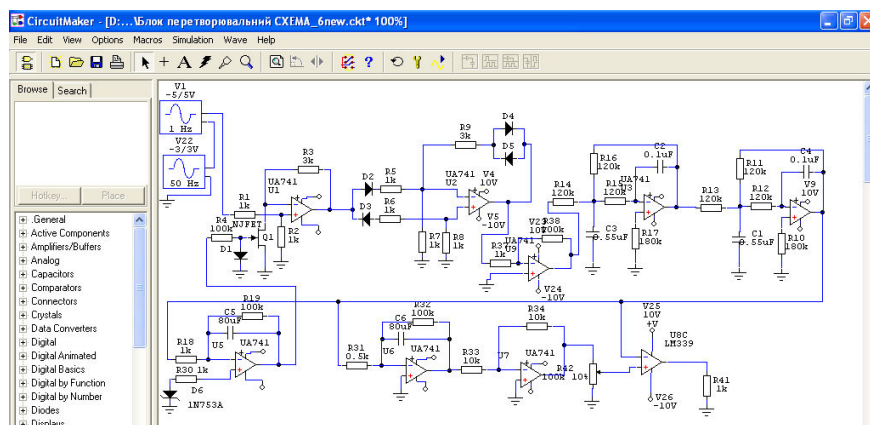 CircuitMaker - [D:...\Блок перетворювальний СХЕМА_6new.ckt* 100%]
File Edit View Options Macros Simulation Wave Help
Browse Search
Hotkey... Place
.General
Active Components
Amplifiers/Buffers
Analog
Capacitors
Comparators
Connectors
Crystals
Data Converters
Digital
Digital Animated
Digital Basics
Digital by Function
Digital by Number
Diodes
Displays
V1
-5/5V
1 Hz
V22
-3/3V
50 Hz
R1
1k
NJFET
R4
100k
Q1
D1
R2
1k
R3
3k
UA741
U1
D2
D3
R5
1k
R6
1k
R9
3k
D4
D5
UA741
U2
V4
10V
V5
-10V
R7
1k
R8
1k
R37
1k
UA741
U9
V23
10V
R38
V24
-10V
R14
120k
R16
120k
R15
120k
C2
0.1uF
UA741
U3
C3
0.55uF
R17
180k
R13
120k
R11
120k
R12
120k
C4
0.1uF
V9
10V
C1
0.55uF
R10
180k
R19
100k
C5
80uF
R18
1k
U5
UA741
R30 1k
D6
1N753A
R32
100k
C6
80uF
R31
0.5k
U6
UA741
R33
10k
R34
10k
U7
UA741
100k
R42
10%
V25
10V
+V
U8C
LM339
V26
-10V
R41
1k